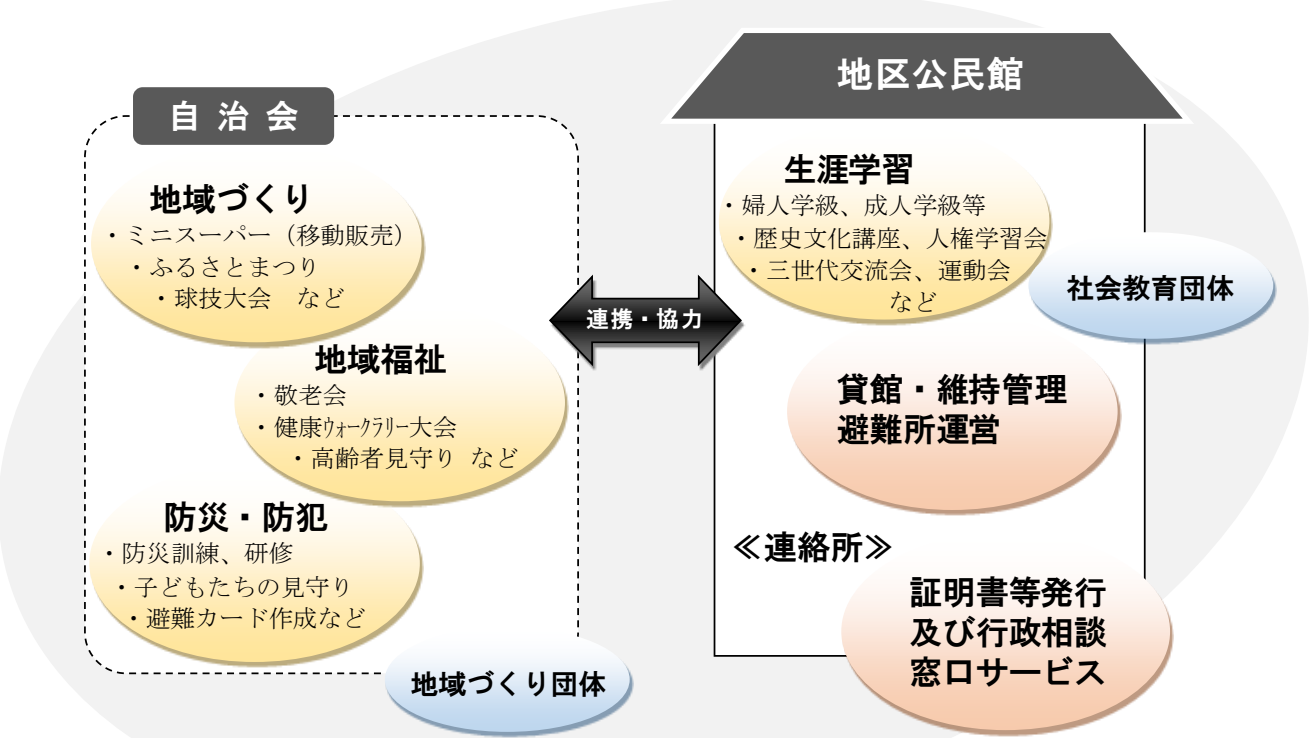 自治会
地域づくり
・ミニスーパー（移動販売）
・ふるさとまつり
・球技大会　など
地域福祉
・敬老会
・健康ｳｫｰｸﾗﾘｰ大会
・高齢者見守り など
防災・防犯
・防災訓練、研修
・子どもたちの見守り
・避難カード作成など
地域づくり団体
連携・協力
地区公民館
生涯学習
・婦人学級、成人学級等
・歴史文化講座、人権学習会
・三世代交流会、運動会
など
社会教育団体
貸館・維持管理
避難所運営
≪連絡所≫
証明書等発行
及び行政相談
窓口サービス